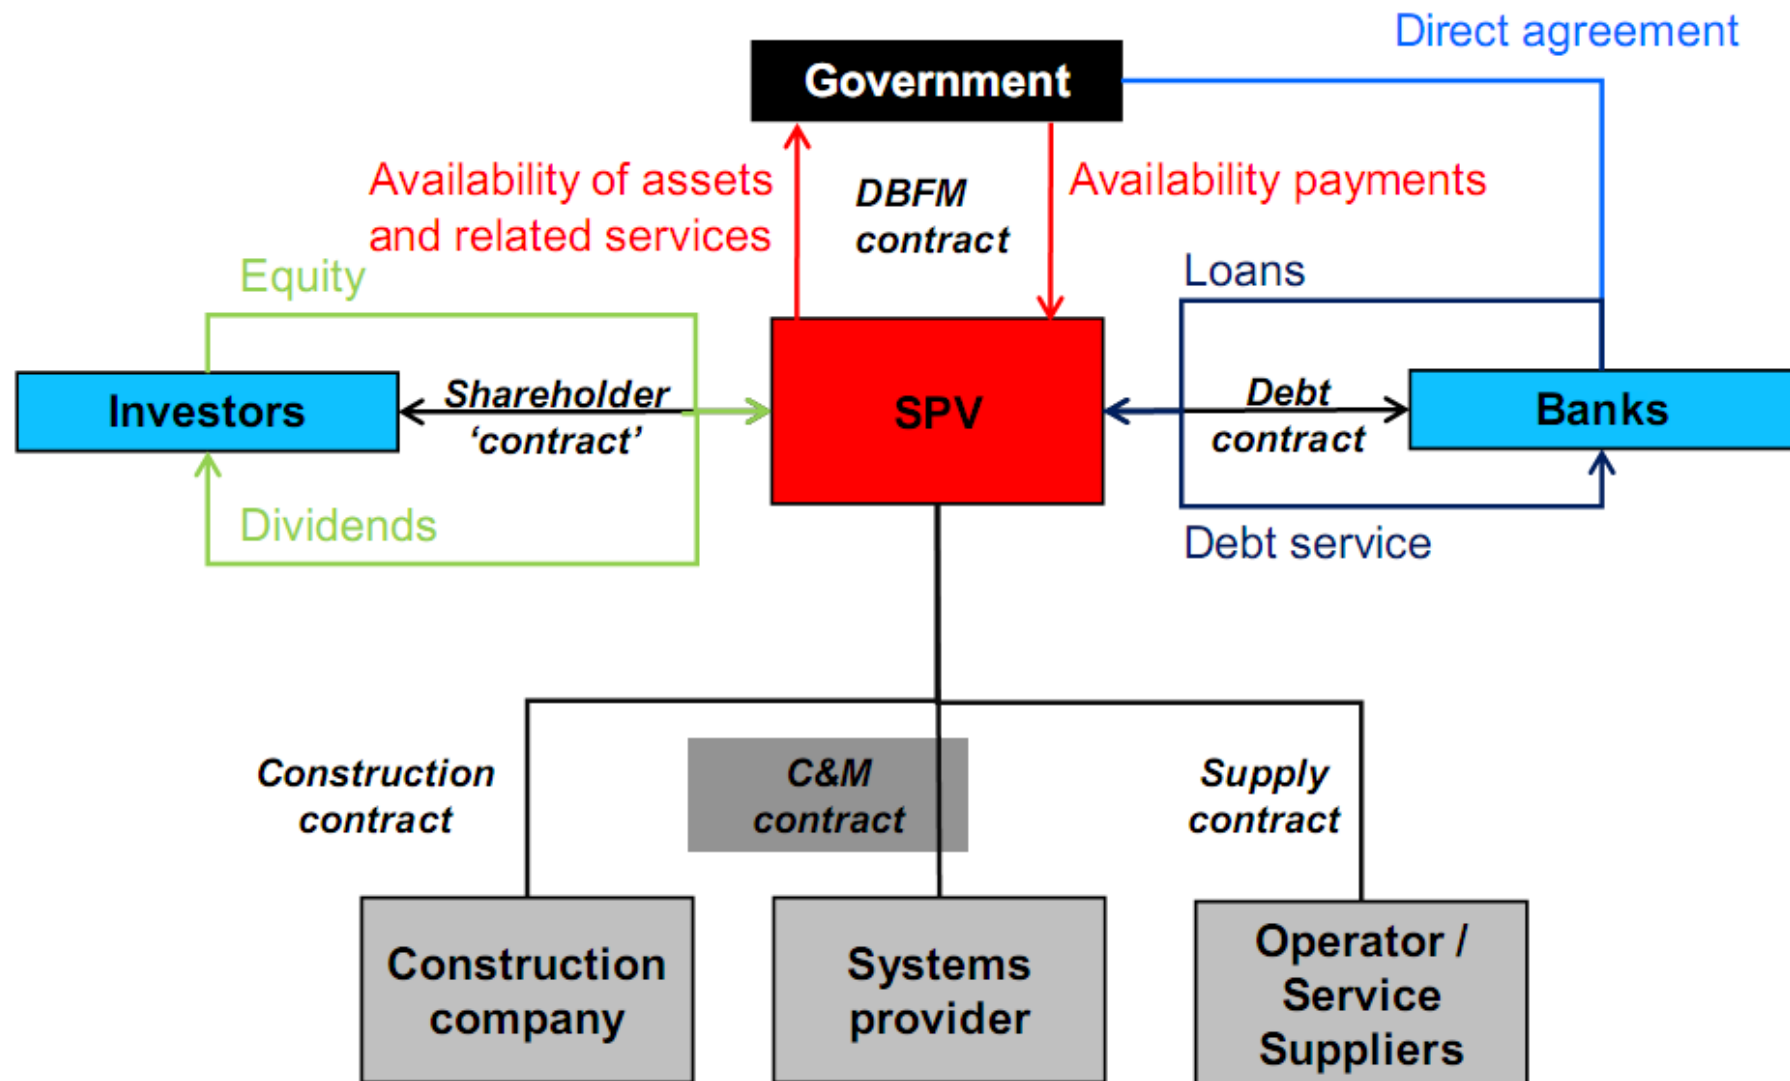 Direct agreement
Government
Availability of assets
and related services
DBFM
contract
Availability payments
Equity
Loans
Investors
Shareholder
‘contract’
SPV
Debt
contract
Banks
Dividends
Debt service
Construction
contract
C&M
contract
Supply
contract
Construction
company
Systems
provider
Operator /
Service
Suppliers